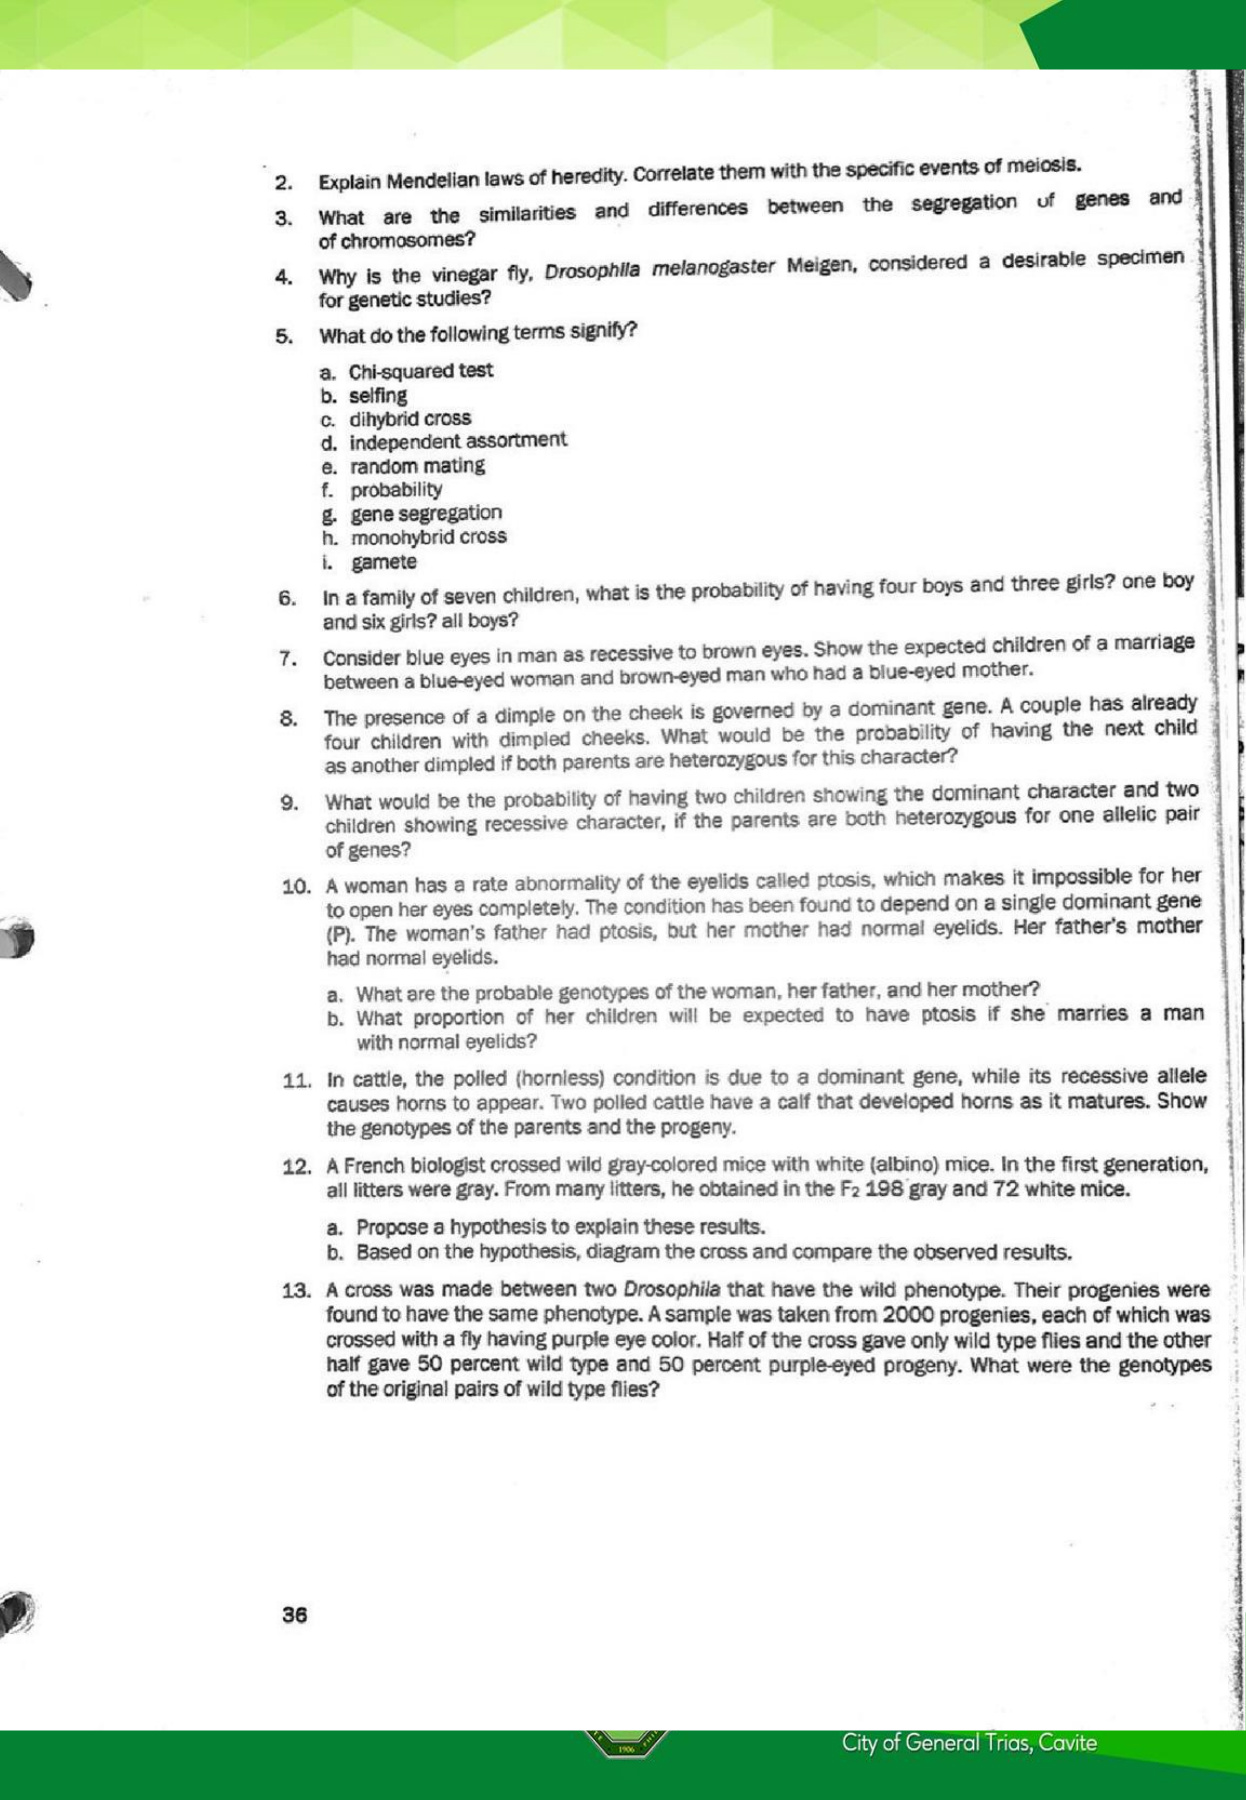 2. Explain Mendelian laws of heredity. Correlate them with the specific events of meiosis.
3. What are the similarities and differences between the segregation of genes and
of chromosomes?
4. Why is the vinegar fly, Drosophila melanogaster Meigen, considered a desirable specimen
for genetic studies?
5. What do the following terms signify?
a. Chi-squared test
b. selfing
c. dihybrid cross
d. independent assortment
e. random mating
f. probability
g. gene segregation
h. monohybrid cross
i. gamete
6. In a family of seven children, what is the probability of having four boys and three girls? one boy
and six girls? all boys?
7. Consider blue eyes in man as recessive to brown eyes. Show the expected children of a marriage
between a blue-eyed woman and brown-eyed man who had a blue-eyed mother.
8. The presence of a dimple on the cheek is governed by a dominant gene. A couple has already
four children with dimpled cheeks. What would be the probability of having the next child
as another dimpled if both parents are heterozygous for this character?
9. What would be the probability of having two children showing the dominant character and two
children showing recessive character, if the parents are both heterozygous for one allelic pair
of genes?
10. A woman has a rate abnormality of the eyelids called ptosis, which makes it impossible for her
to open her eyes completely. The condition has been found to depend on a single dominant gene
(P). The woman's father had ptosis, but her mother had normal eyelids. Her father's mother
had normal eyelids.
a. What are the probable genotypes of the woman, her father, and her mother?
b. What proportion of her children will be expected to have ptosis if she marries a man
with normal eyelids?
11. In cattle, the polled (hornless) condition is due to a dominant gene, while its recessive allele
causes horns to appear. Two polled cattle have a calf that developed horns as it matures. Show
the genotypes of the parents and the progeny.
12. A French biologist crossed wild gray-colored mice with white (albino) mice. In the first generation,
all litters were gray. From many litters, he obtained in the F₂ 198 gray and 72 white mice.
a. Propose a hypothesis to explain these results.
b. Based on the hypothesis, diagram the cross and compare the observed results.
13. A cross was made between two Drosophila that have the wild phenotype. Their progenies were
found to have the same phenotype. A sample was taken from 2000 progenies, each of which was
crossed with a fly having purple eye color. Half of the cross gave only wild type flies and the other
half gave 50 percent wild type and 50 percent purple-eyed progeny. What were the genotypes
of the original pairs of wild type flies?
36
1906
City of General Trias, Cavite